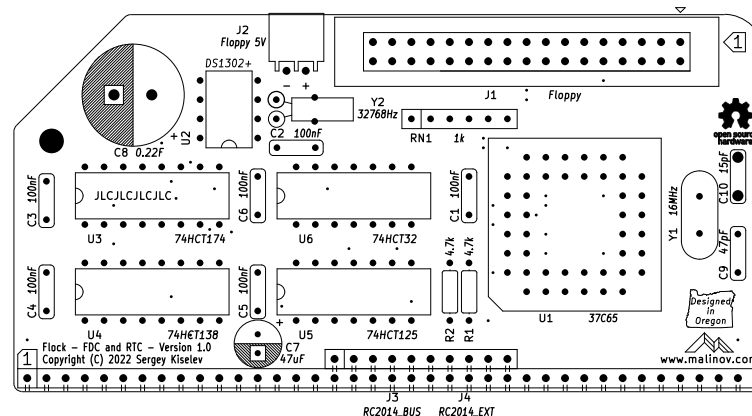 J2
Floppy 5V
DS1302+
- +
1
J1
Floppy
Y2
32768Hz
C8 0.22F
+
U2
C2 100nF
RN1 1k
open source
hardware
C3 100nF
JLCJLCJLCJLC
U3 74HCT174
C6 100nF
U6 74HCT32
C1 100nF
Y1 16MHz
C10 15pF
C9 47pF
C4 100nF
U4 74HCT138
C5 100nF
U5 74HCT125
R2 4.7k
R1 4.7k
U1 37C65
Designed
in
Oregon
+
C7
47uF
Flock - FDC and RTC - Version 1.0
Copyright (C) 2022 Sergey Kiselev
www.malinov.com
1
J3 J4
RC2014_BUS RC2014_EXT